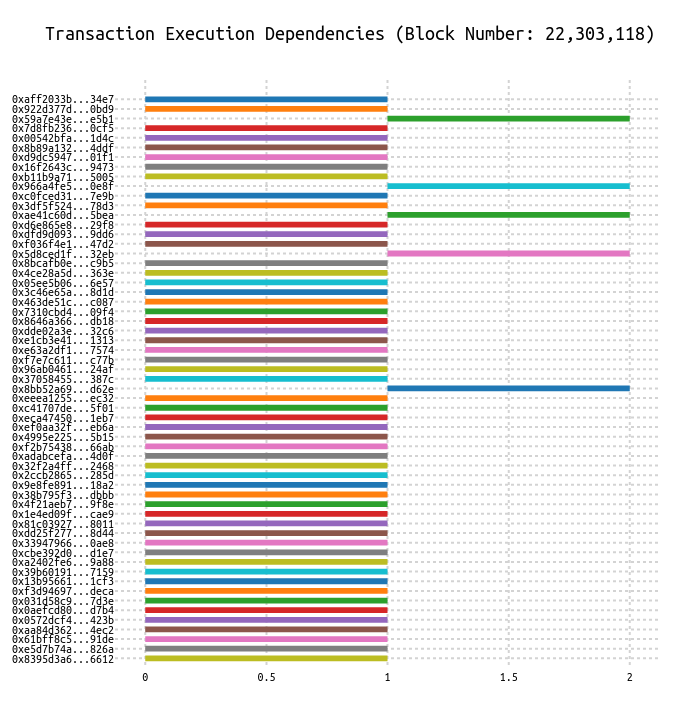 Transaction Execution Dependencies (Block Number: 22,303,118)
0xaff2033b...34e7
0x922d377d...0bd9
0x59a7e43e...e5b1
0x7d8fb236...0cf5
0x00542bfa...1d4c
0x8b89a132...4ddf
0xd9dc5947...01f1
0x16f2643c...9473
0xb11b9a71...5005
0x966a4fe5...0e8f
0xc0fced31...7e9b
0x3df5f524...78d3
0xae41c60d...5bea
0xd6e865e8...29f8
0xdfd9d093...9dd6
0xf036f4e1...47d2
0x5d8ced1f...32eb
0x8bcafb0e...c9b5
0x4ce28a5d...363e
0x05ee5b06...6e57
0x3c46e65a...8d1d
0x463de51c...c087
0x7310cbd4...09f4
0x8646a366...db18
0xdde02a3e...32c6
0xe1cb3e41...1313
0xe63a2df1...7574
0xf7e7c611...c77b
0x96ab0461...24af
0x37058455...387c
0x8bb52a69...d62e
0xeeea1255...ec32
0xc41707de...5f01
0xeca47450...1eb7
0xef0aa32f...eb6a
0x4995e225...5b15
0xf2b75438...66ab
0xadabcefa...4d0f
0x32f2a4ff...2468
0x2ccb2865...285d
0x9e8fe891...18a2
0x38b795f3...dbbb
0x4f21aeb7...9f8e
0x1e4ed09f...cae9
0x81c03927...8011
0xdd25f277...8d44
0x33947966...0ae8
0xcbe392d0...d1e7
0xa2402fe6...9a88
0x39b60191...7159
0x13b95661...1cf3
0xf3d94697...deca
0x031d58c9...7d3e
0x0aefcd80...d7b4
0x0572dcf4...423b
0xaa84d362...4ec2
0x61bff8c5...91de
0xe5d7b74a...826a
0x8395d3a6...6612
0 0.5 1 1.5 2